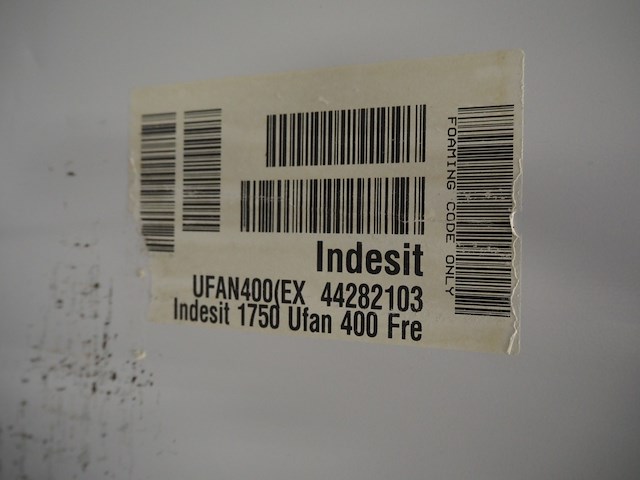 Indesit
UFAN400(EX 44282103
Indesit 1750 Ufan 400 Fre
FOAMING CODE ONLY